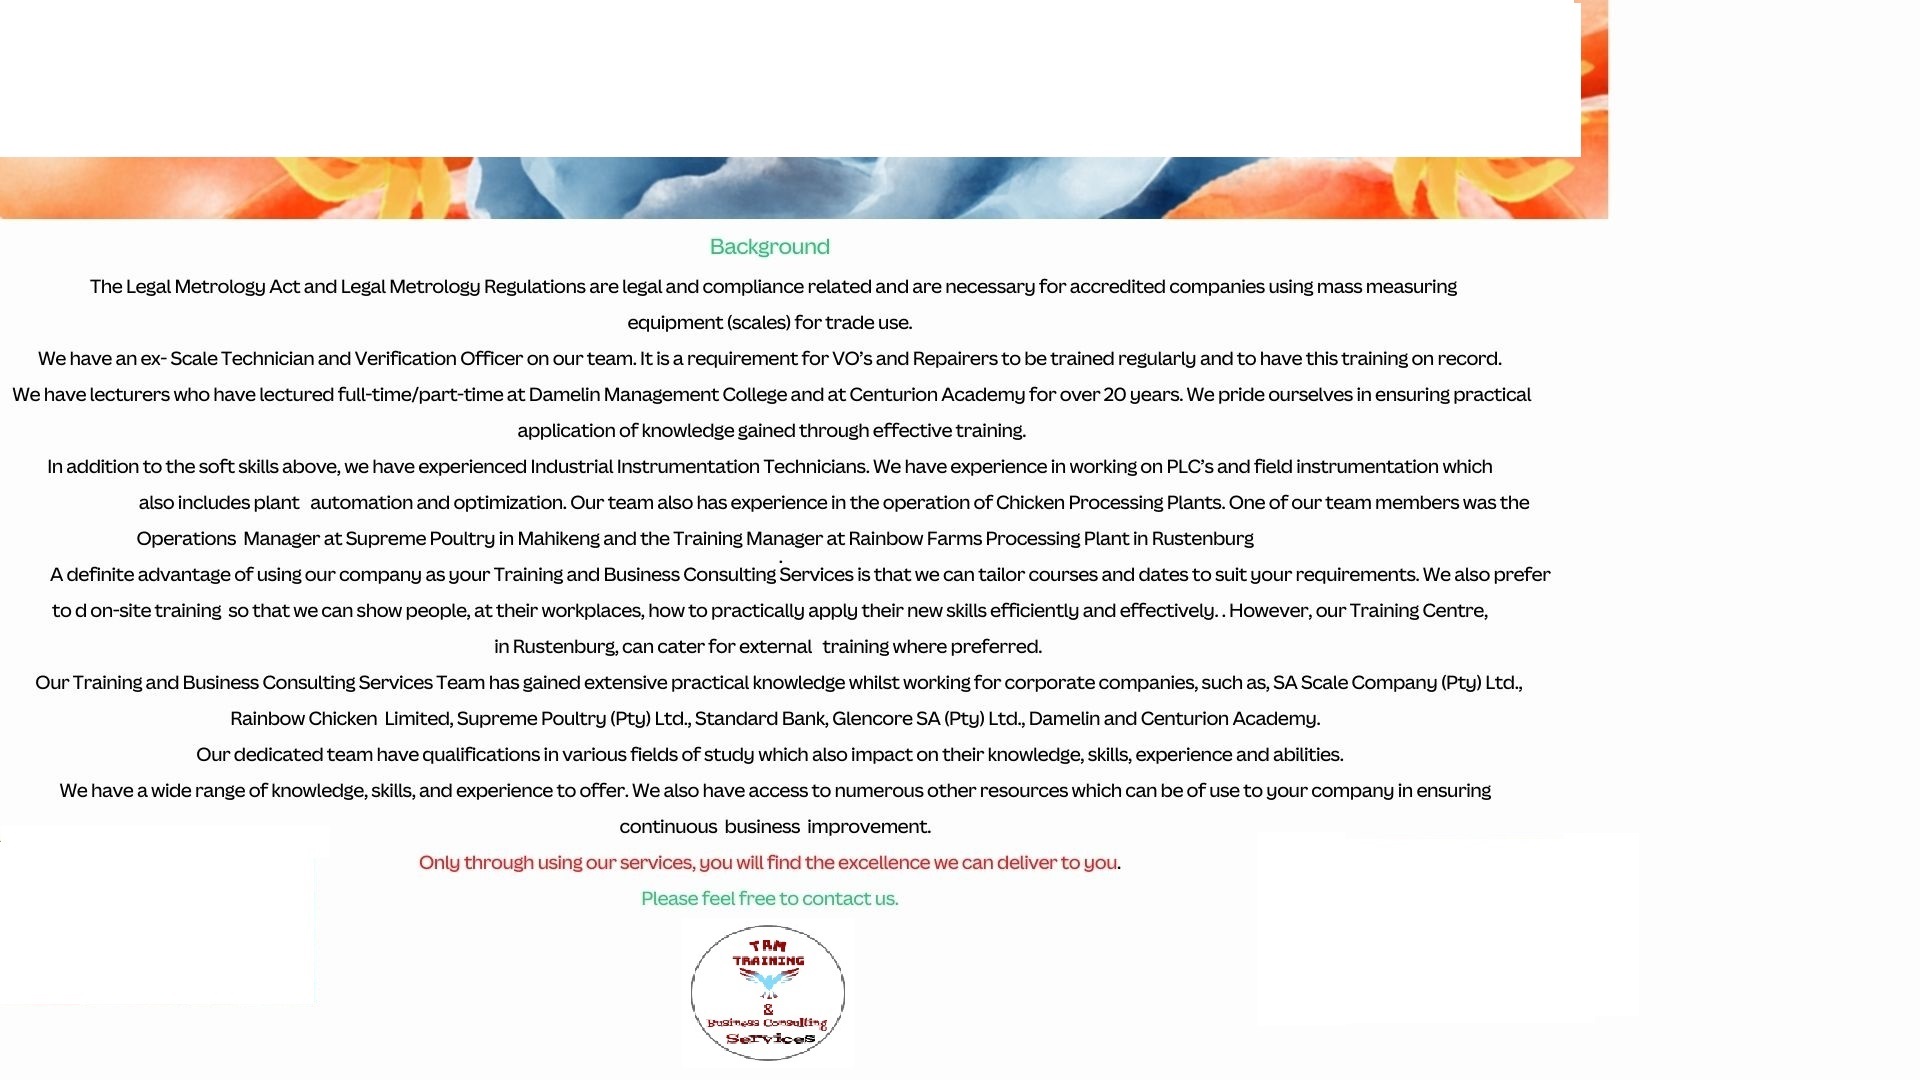 Background
The Legal Metrology Act and Legal Metrology Regulations are legal and compliance related and are necessary for accredited companies using mass measuring
equipment (scales) for trade use.
We have an ex- Scale Technician and Verification Officer on our team. It is a requirement for VO’s and Repairers to be trained regularly and to have this training on record.
We have lecturers who have lectured full-time/part-time at Damelin Management College and at Centurion Academy for over 20 years. We pride ourselves in ensuring practical
application of knowledge gained through effective training.
In addition to the soft skills above, we have experienced Industrial Instrumentation Technicians. We have experience in working on PLC’s and field instrumentation which
also includes plant automation and optimization. Our team also has experience in the operation of Chicken Processing Plants. One of our team members was the
Operations Manager at Supreme Poultry in Mahikeng and the Training Manager at Rainbow Farms Processing Plant in Rustenburg
.
A definite advantage of using our company as your Training and Business Consulting Services is that we can tailor courses and dates to suit your requirements. We also prefer
to d on-site training so that we can show people, at their workplaces, how to practically apply their new skills efficiently and effectively. . However, our Training Centre,
in Rustenburg, can cater for external training where preferred.
Our Training and Business Consulting Services Team has gained extensive practical knowledge whilst working for corporate companies, such as, SA Scale Company (Pty) Ltd.,
Rainbow Chicken Limited, Supreme Poultry (Pty) Ltd., Standard Bank, Glencore SA (Pty) Ltd., Damelin and Centurion Academy.
Our dedicated team have qualifications in various fields of study which also impact on their knowledge, skills, experience and abilities.
We have a wide range of knowledge, skills, and experience to offer. We also have access to numerous other resources which can be of use to your company in ensuring
continuous business improvement.
Only through using our services, you will find the excellence we can deliver to you.
Please feel free to contact us.
TRM
TRAINING
&
Business Consulting
Services